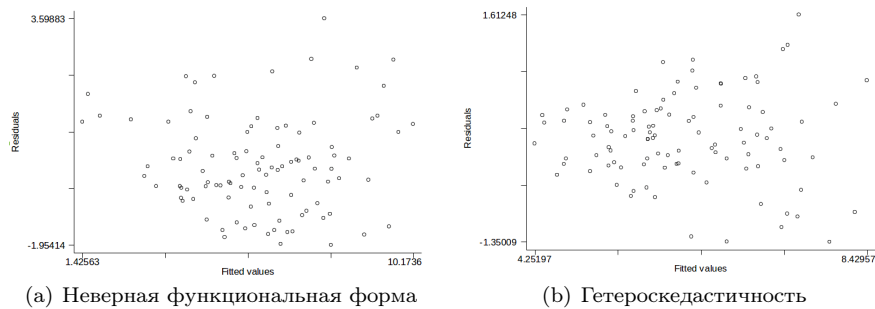 3.59883
Residuals
-1.95414
1.42563
Fitted values
10.1736
(a) Неверная функциональная форма
1.61248
Residuals
-1.35009
4.25197
Fitted values
8.42957
(b) Гетероскедастичность